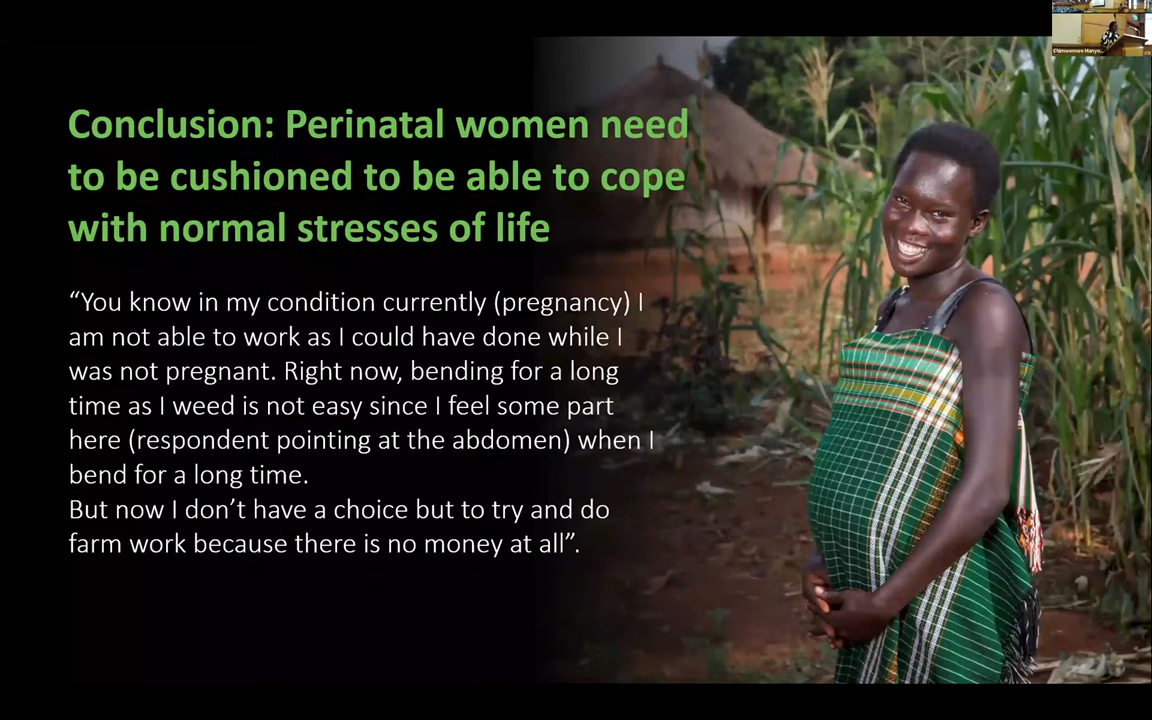 Conclusion: Perinatal women need
to be cushioned to be able to cope
with normal stresses of life
“You know in my condition currently (pregnancy) I
am not able to work as I could have done while I
was not pregnant. Right now, bending for a long
time as I weed is not easy since I feel some part
here (respondent pointing at the abdomen) when I
bend for a long time.
But now I don’t have a choice but to try and do
farm work because there is no money at all”.